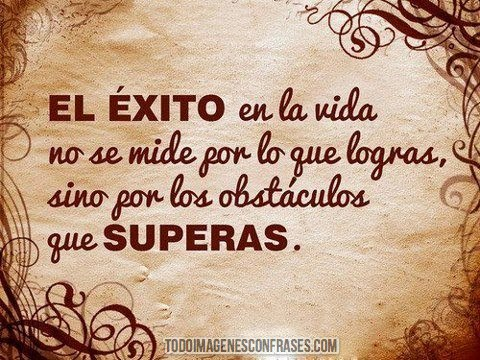 EL ÉXITO en la vida
no se mide por lo que logras,
sino por los obstáculos
que SUPERAS.
TODOIMAGENESCONFRASES.COM